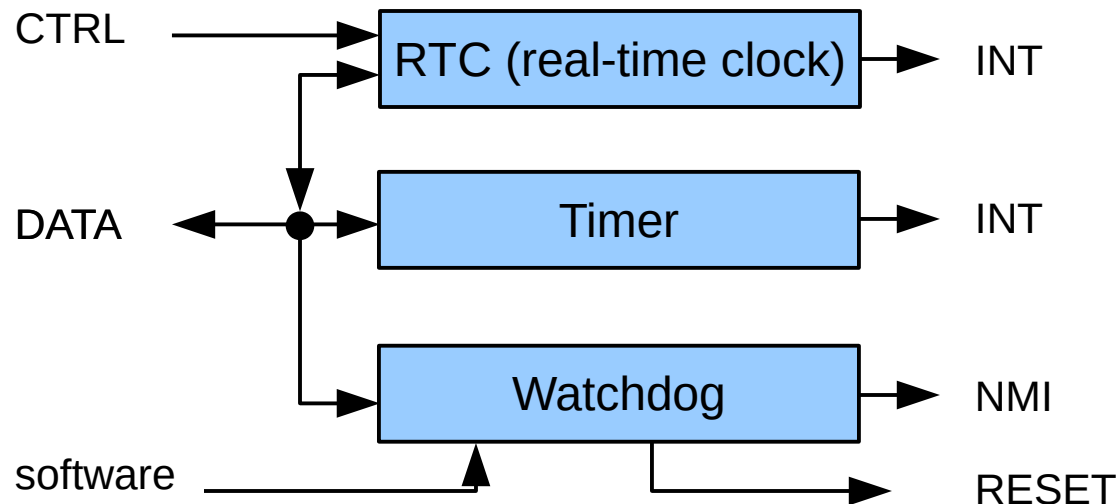 CTRL
RTC (real-time clock)
INT
DATA
Timer
INT
Watchdog
NMI
software
RESET